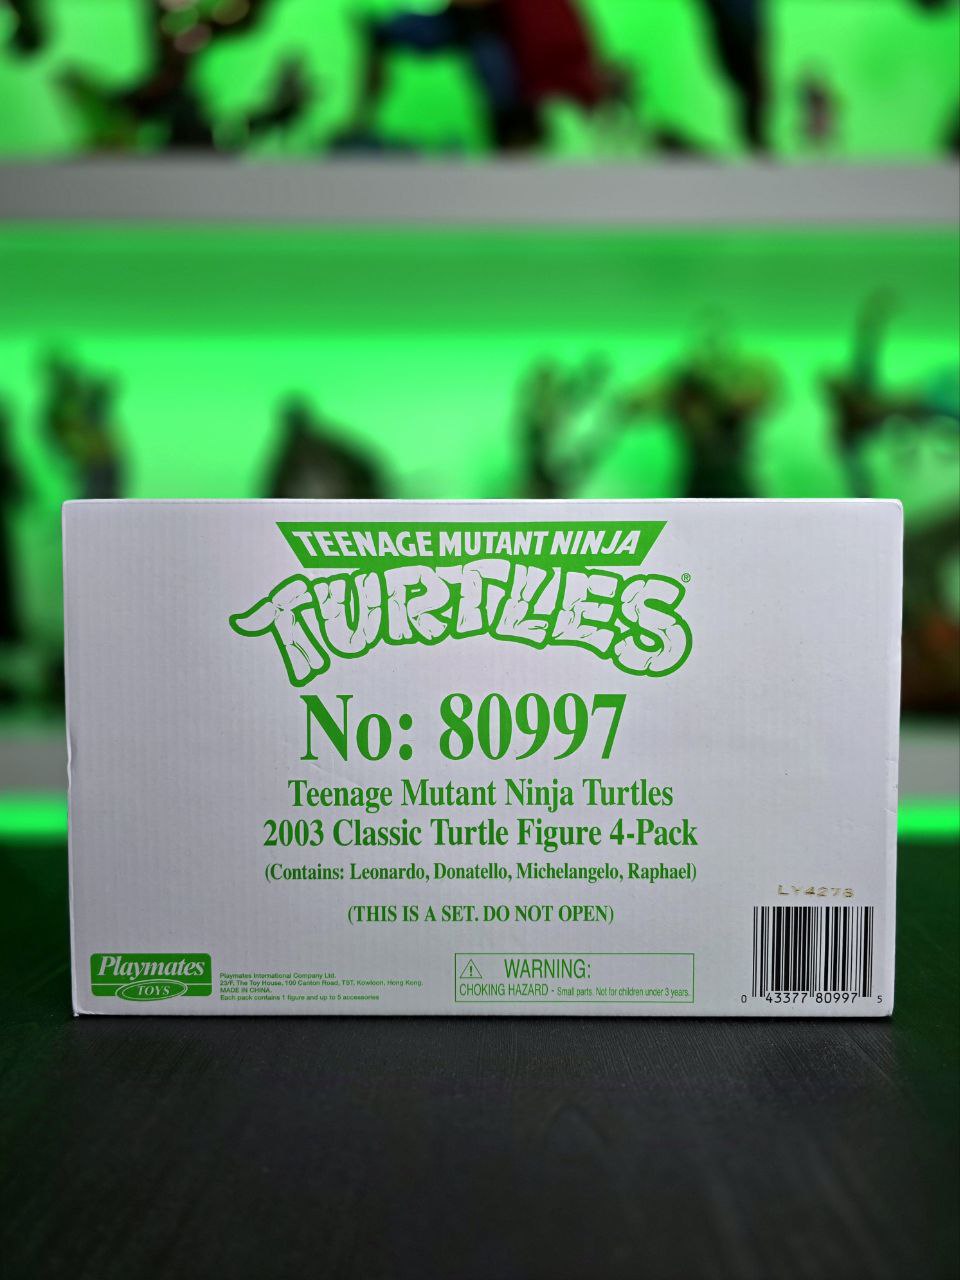 TEENAGE MUTANT NINJA
TURTLES®
No: 80997
Teenage Mutant Ninja Turtles
2003 Classic Turtle Figure 4-Pack
(Contains: Leonardo, Donatello, Michelangelo, Raphael)
(THIS IS A SET. DO NOT OPEN)
LY4278
Playmates
TOYS
Playmates International Company Ltd.
23/F, The Toy House, 100 Canton Road, TST, Kowloon, Hong Kong.
MADE IN CHINA.
Each pack contains 1 figure and up to 5 accessories
WARNING:
CHOKING HAZARD - Small parts. Not for children under 3 years.
0 43377 80997 5